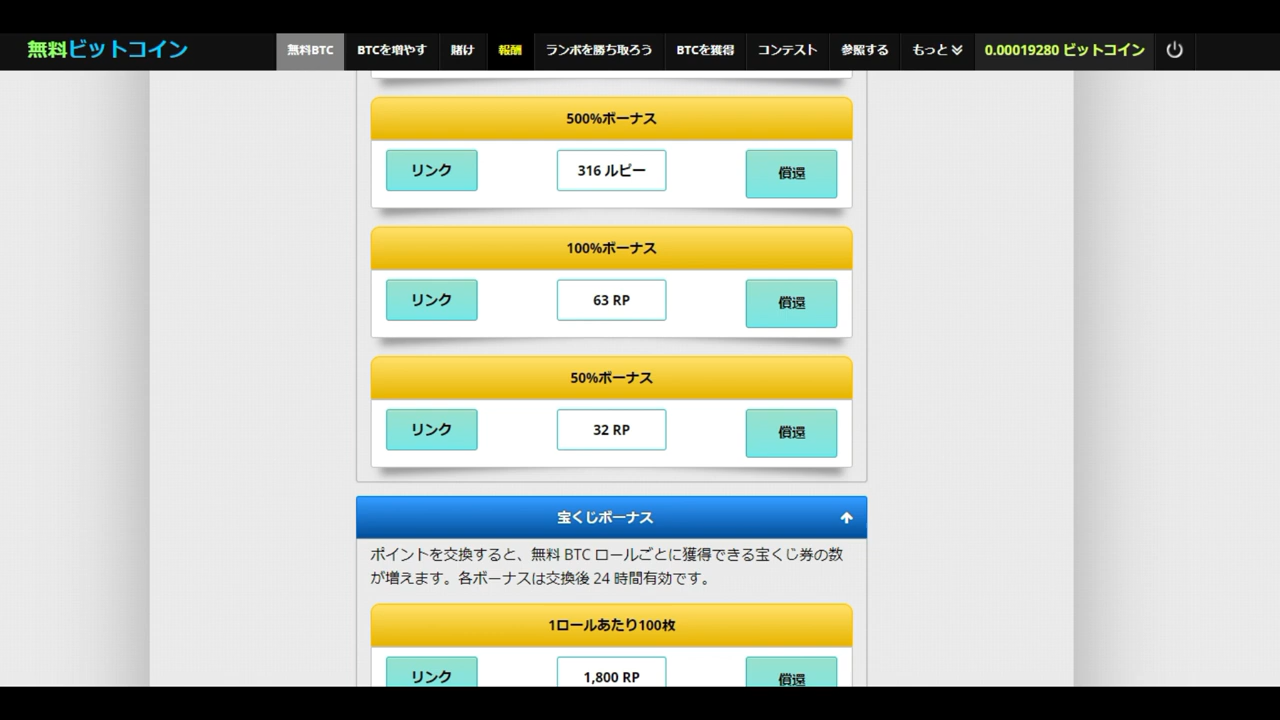 無料ビットコイン
無料BTC
BTCを増やす
賭け
報酬
ランボを勝ち取ろう
BTCを獲得
コンテスト
参照する
もっと
0.00019280 ビットコイン
500%ボーナス
リンク
316 ルピー
償還
100%ボーナス
リンク
63 RP
償還
50%ボーナス
リンク
32 RP
償還
宝くじボーナス
ポイントを交換すると、無料 BTC ロールごとに獲得できる宝くじ券の数
が増えます。各ボーナスは交換後 24 時間有効です。
1ロールあたり100枚
リンク
1,800 RP
償還